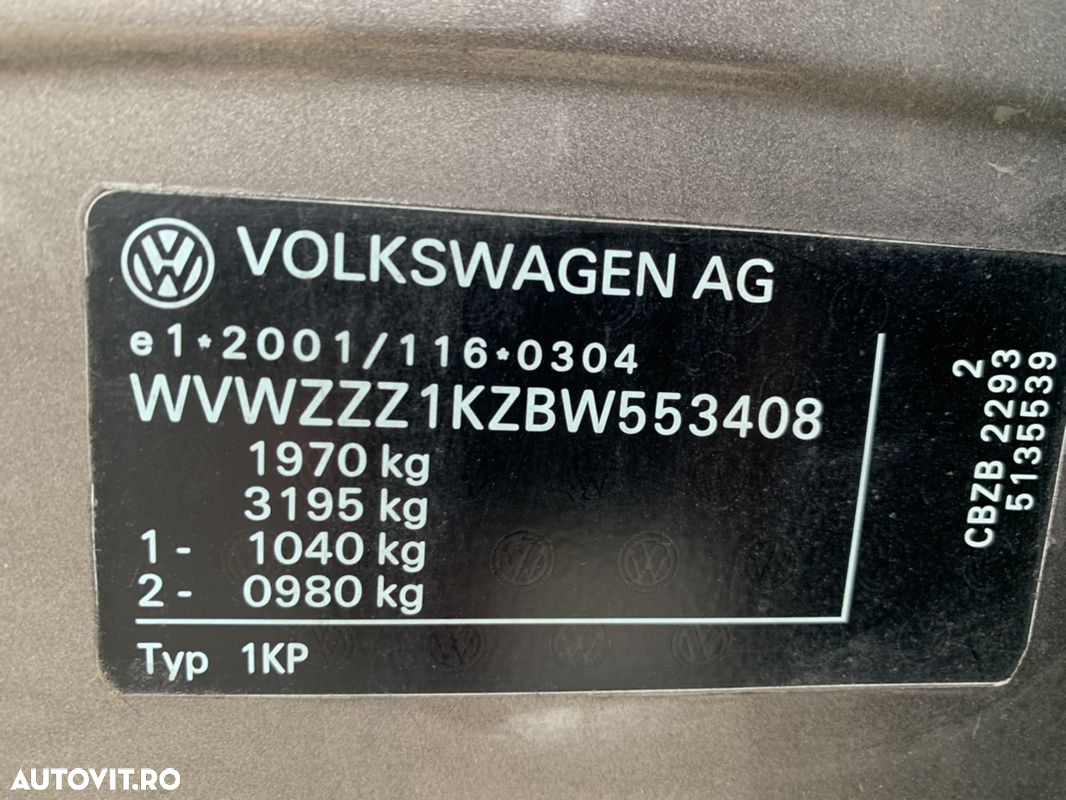 VOLKSWAGEN AG
e1*2001/116*0304
WVWZZZ1KZBW553408
1970 kg
3195 kg
1 - 1040 kg
2 - 0980 kg
Typ 1KP
2
CBZB 2293
5135539
AUTOVIT.RO